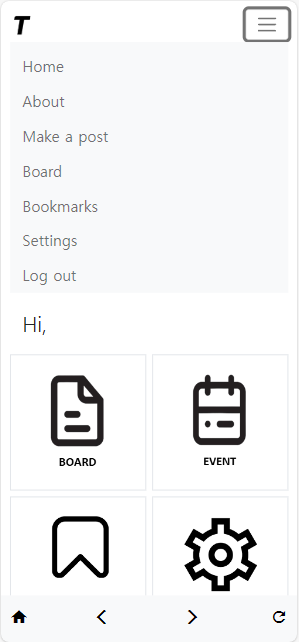 T
Home
About
Make a post
Board
Bookmarks
Settings
Log out
Hi,
BOARD
EVENT